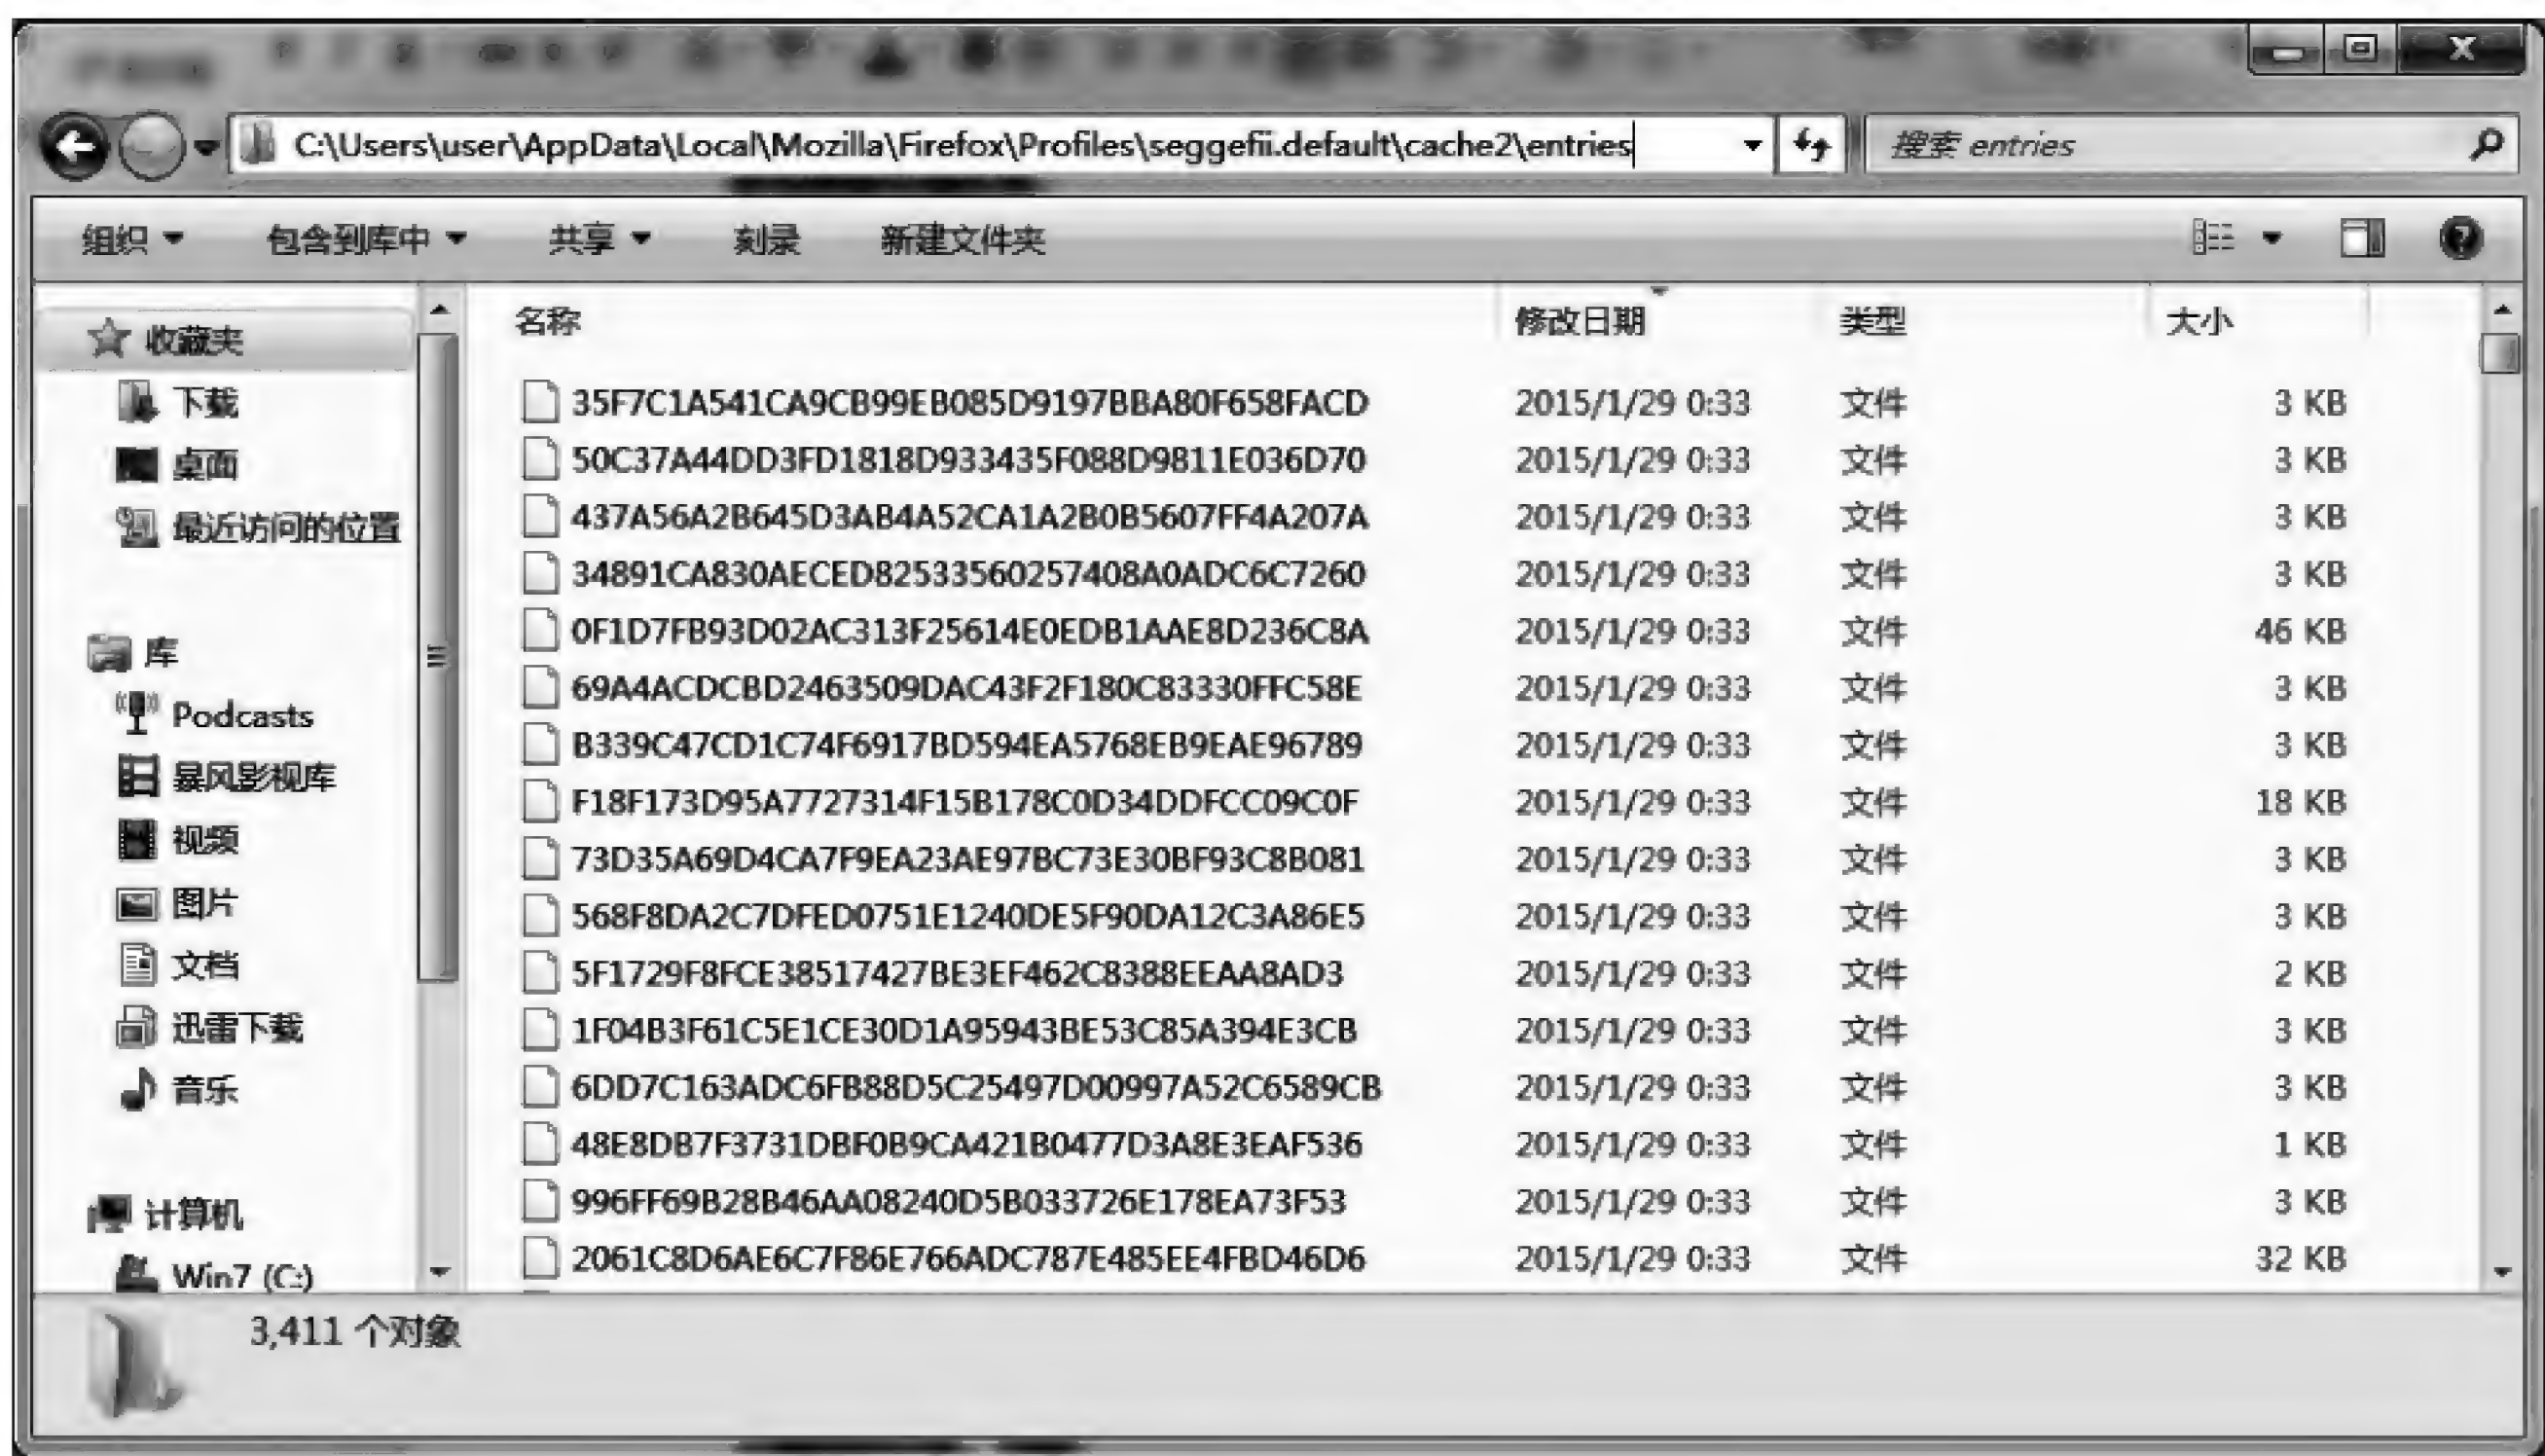 C:\Users\user\AppData\Local\Mozilla\Firefox\Profiles\seggefii.default\cache2\entries
搜索 entries
组织 包含到库中 共享 刻录 新建文件夹
收藏夹
下载
桌面
最近访问的位置
库
Podcasts
暴风影视库
视频
图片
文档
迅雷下载
音乐
计算机
Win7 (C:)
名称 修改日期 类型 大小
35F7C1A541CA9CB99EB085D9197BBA80F658FACD 2015/1/29 0:33 文件 3 KB
50C37A44DD3FD1818D933435F088D9811E036D70 2015/1/29 0:33 文件 3 KB
437A56A2B645D3AB4A52CA1A2B0B5607FF4A207A 2015/1/29 0:33 文件 3 KB
34891CA830AECED82533560257408A0ADC6C7260 2015/1/29 0:33 文件 3 KB
0F1D7FB93D02AC313F25614E0EDB1AAE8D236C8A 2015/1/29 0:33 文件 46 KB
69A4ACDCBD2463509DAC43F2F180C83330FFC58E 2015/1/29 0:33 文件 3 KB
B339C47CD1C74F6917BD594EA5768EB9EAE96789 2015/1/29 0:33 文件 3 KB
F18F173D95A7727314F15B178C0D34DDFCC09C0F 2015/1/29 0:33 文件 18 KB
73D35A69D4CA7F9EA23AE97BC73E30BF93C8B081 2015/1/29 0:33 文件 3 KB
568F8DA2C7DFED0751E1240DE5F90DA12C3A86E5 2015/1/29 0:33 文件 3 KB
5F1729F8FCE38517427BE3EF462C8388EEAA8AD3 2015/1/29 0:33 文件 2 KB
1F04B3F61C5E1CE30D1A95943BE53C85A394E3CB 2015/1/29 0:33 文件 3 KB
6DD7C163ADC6FB88D5C25497D00997A52C6589CB 2015/1/29 0:33 文件 3 KB
48E8DB7F3731DBF0B9CA421B0477D3A8E3EAF536 2015/1/29 0:33 文件 1 KB
996FF69B28B46AA08240D5B033726E178EA73F53 2015/1/29 0:33 文件 3 KB
2061C8D6AE6C7F86E766ADC787E485EE4FBD46D6 2015/1/29 0:33 文件 32 KB
3,411 个对象